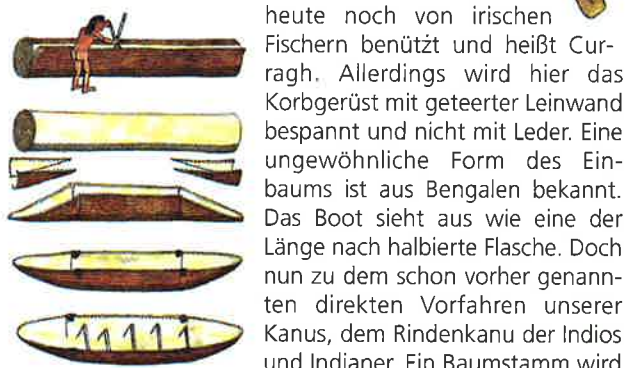 heute noch von irischen
Fischern benützt und heißt Cur-
ragh. Allerdings wird hier das
Korbgerüst mit geteerter Leinwand
bespannt und nicht mit Leder. Eine
ungewöhnliche Form des Ein-
baums ist aus Bengalen bekannt.
Das Boot sieht aus wie eine der
Länge nach halbierte Flasche. Doch
nun zu dem schon vorher genann-
ten direkten Vorfahren unserer
Kanus, dem Rindenkanu der Indios
und Indianer. Ein Baumstamm wird